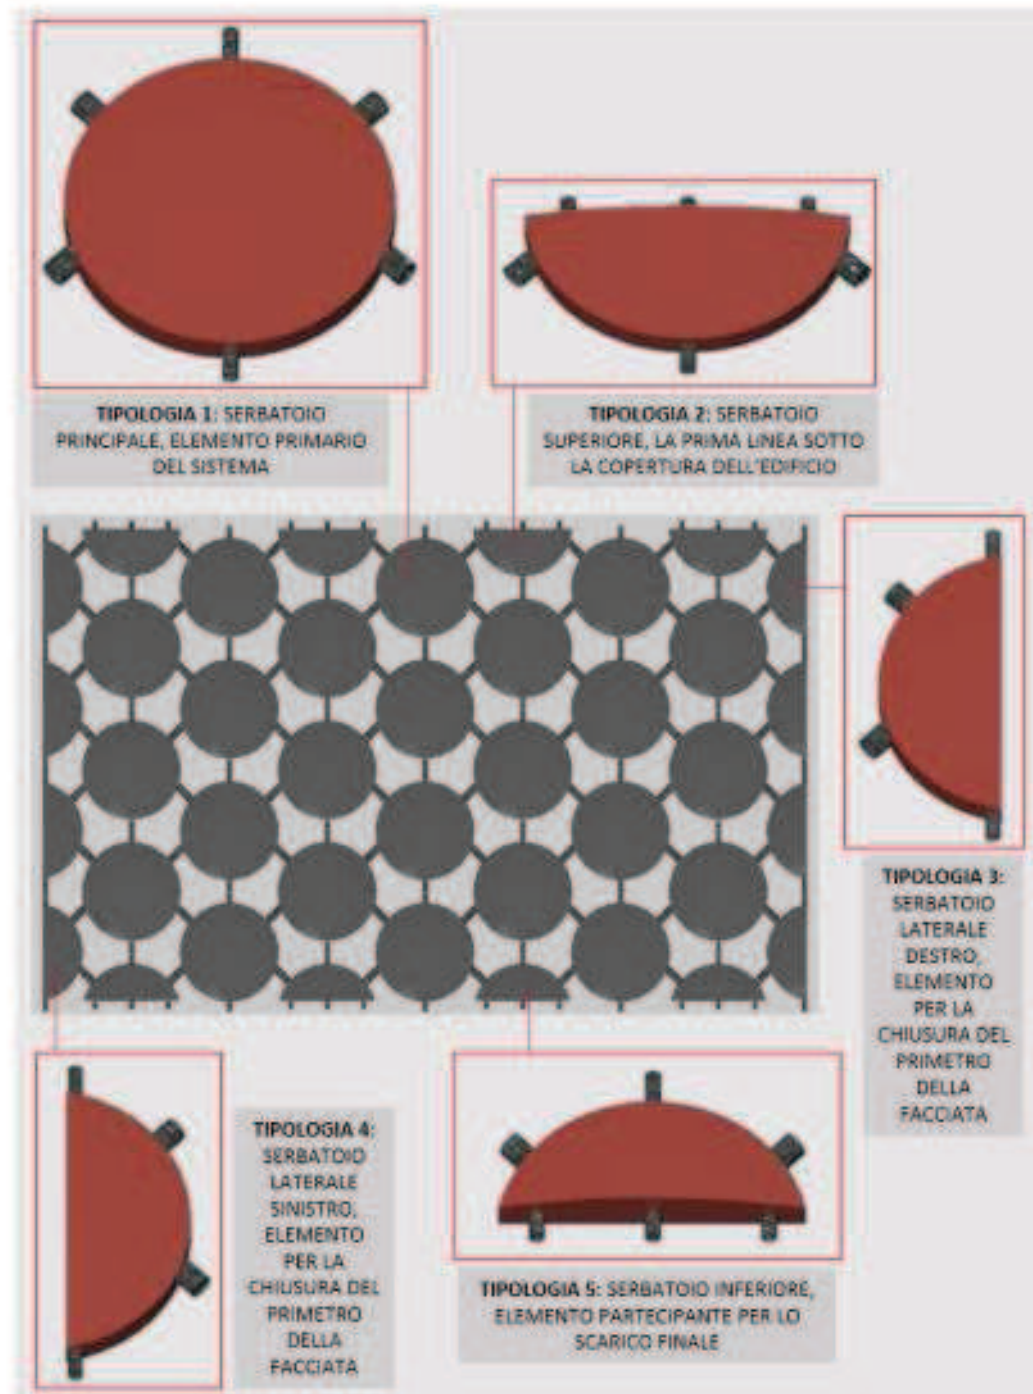 TIPOLOGIA 1: SERBATOIO
PRINCIPALE, ELEMENTO PRIMARIO
DEL SISTEMA
TIPOLOGIA 2: SERBATOIO
SUPERIORE, LA PRIMA LINEA SOTTO
LA COPERTURA DELL'EDIFICIO
TIPOLOGIA 3:
SERBATOIO
LATERALE
DESTRO,
ELEMENTO
PER LA
CHIUSURA DEL
PRIMETRO
DELLA
FACCIATA
TIPOLOGIA 4:
SERBATOIO
LATERALE
SINISTRO,
ELEMENTO
PER LA
CHIUSURA DEL
PRIMETRO
DELLA
FACCIATA
TIPOLOGIA 5: SERBATOIO INFERIORE,
ELEMENTO PARTECIPANTE PER LO
SCARICO FINALE